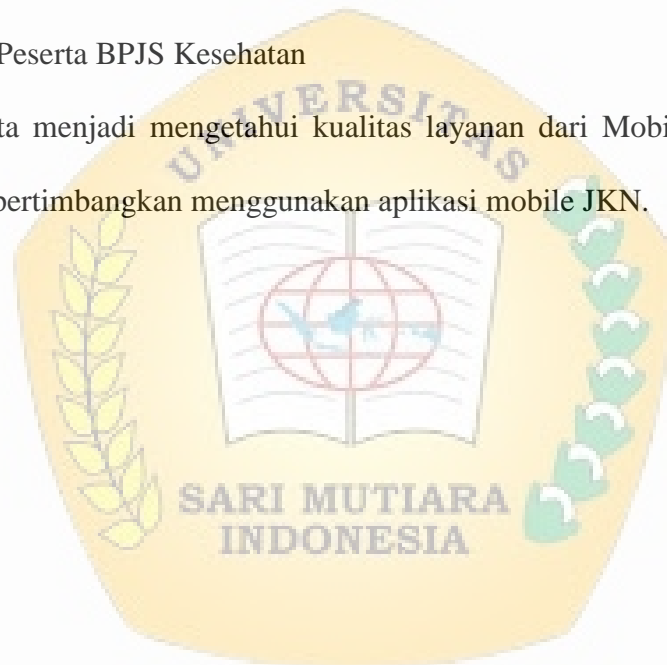 Peserta BPJS Kesehatan
ta menjadi mengetahui kualitas layanan dari Mobi
pertimbangkan menggunakan aplikasi mobile JKN.
UNIVERSITAS
SARI MUTIARA
INDONESIA